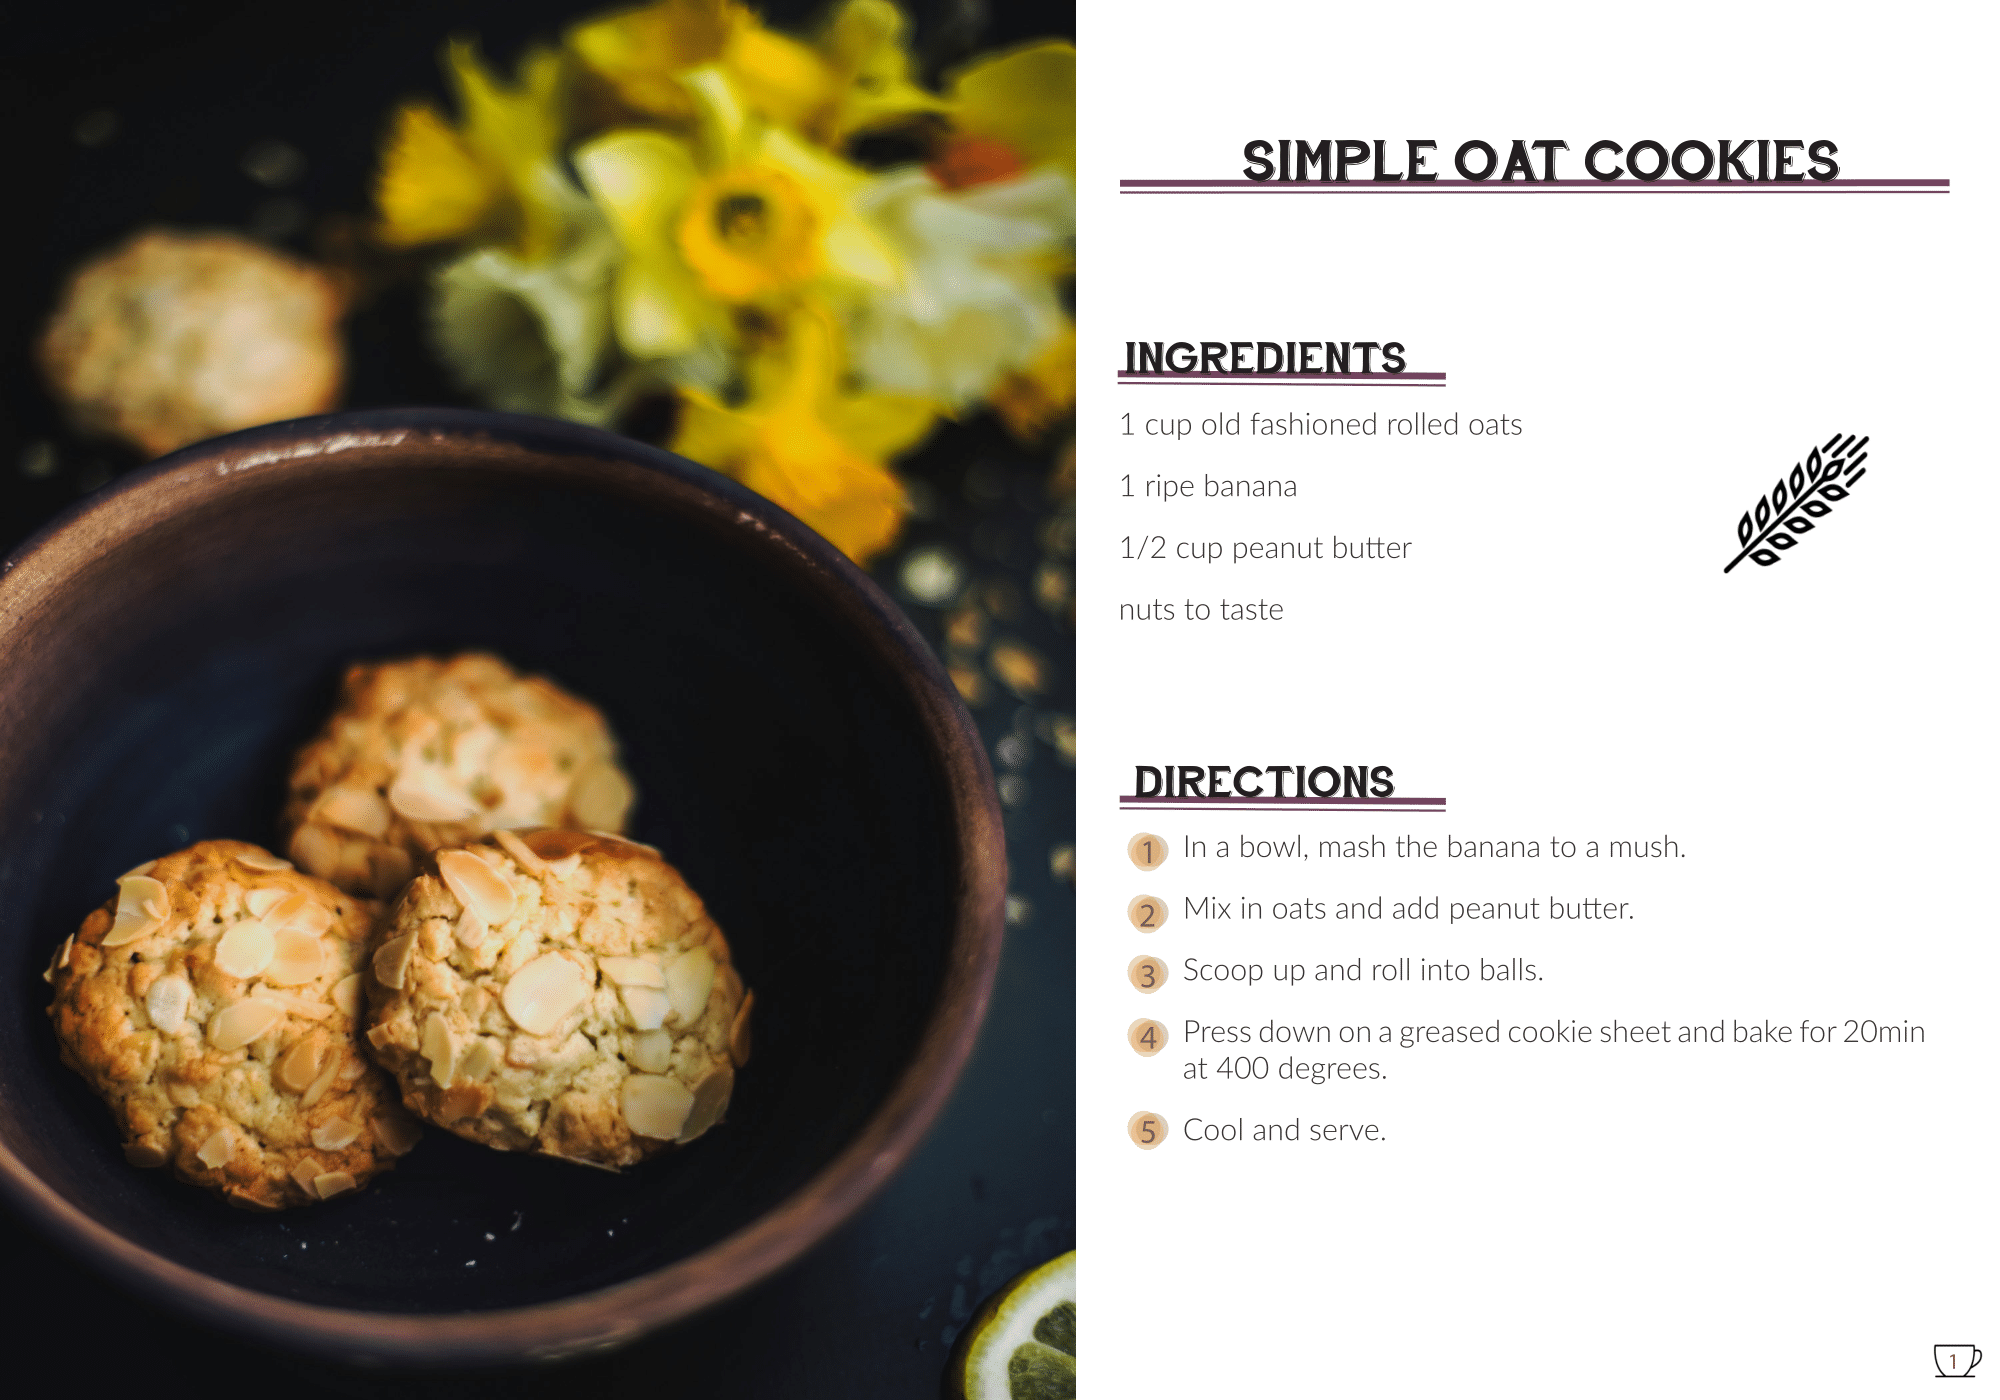 SIMPLE OAT COOKIES
INGREDIENTS
1 cup old fashioned rolled oats
1 ripe banana
1/2 cup peanut butter
nuts to taste
DIRECTIONS
1 In a bowl, mash the banana to a mush.
2 Mix in oats and add peanut butter.
3 Scoop up and roll into balls.
4 Press down on a greased cookie sheet and bake for 20min
at 400 degrees.
5 Cool and serve.
1